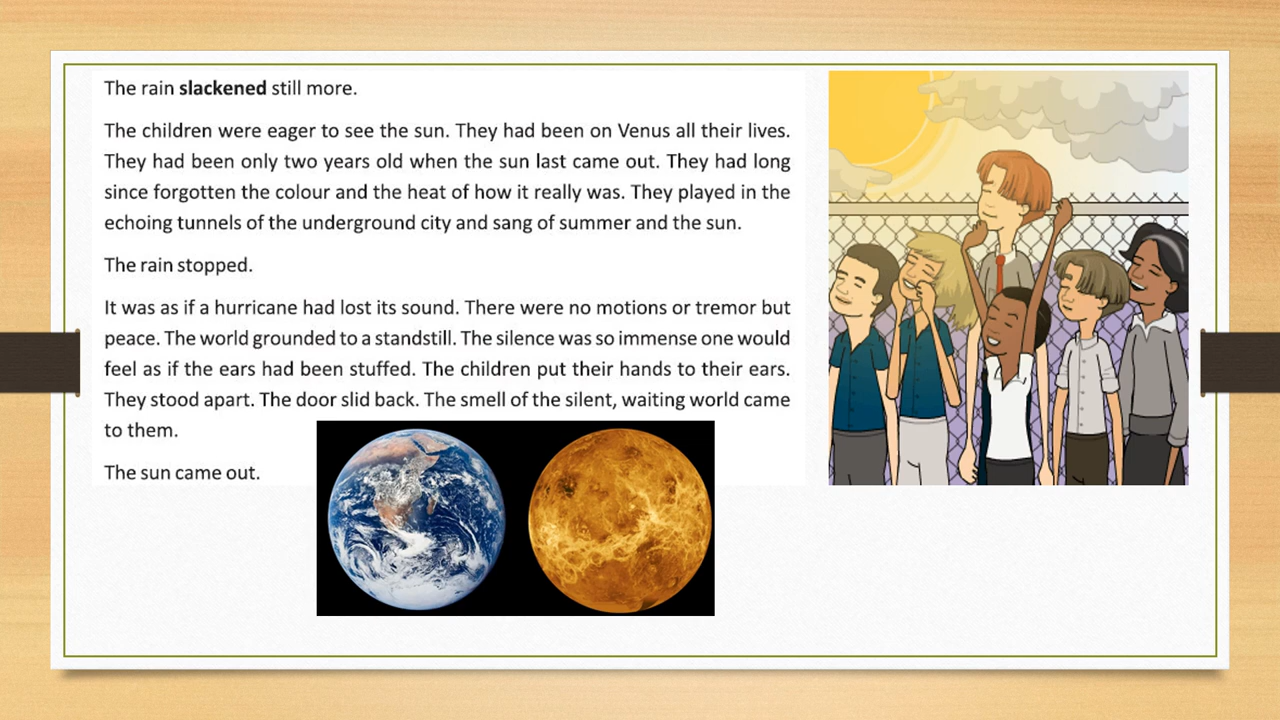 The rain slackened still more.
The children were eager to see the sun. They had been on Venus all their lives.
They had been only two years old when the sun last came out. They had long
since forgotten the colour and the heat of how it really was. They played in the
echoing tunnels of the underground city and sang of summer and the sun.
The rain stopped.
It was as if a hurricane had lost its sound. There were no motions or tremor but
peace. The world grounded to a standstill. The silence was so immense one would
feel as if the ears had been stuffed. The children put their hands to their ears.
They stood apart. The door slid back. The smell of the silent, waiting world came
to them.
The sun came out.